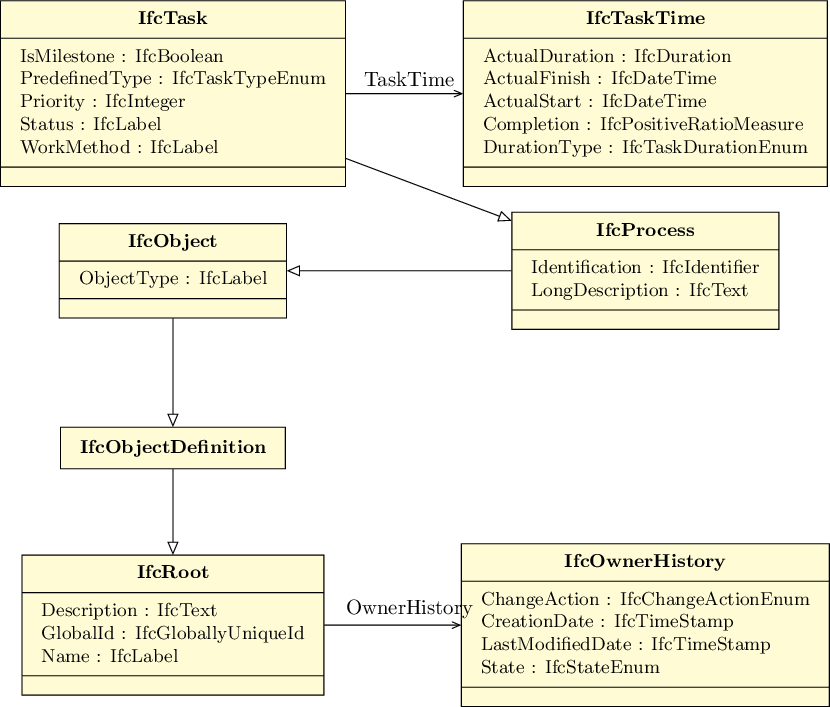 IfcTask
IsMilestone : IfcBoolean
PredefinedType : IfcTaskTypeEnum
Priority : IfcInteger
Status : IfcLabel
WorkMethod : IfcLabel
TaskTime
IfcTaskTime
ActualDuration : IfcDuration
ActualFinish : IfcDateTime
ActualStart : IfcDateTime
Completion : IfcPositiveRatioMeasure
DurationType : IfcTaskDurationEnum
IfcObject
ObjectType : IfcLabel
IfcProcess
Identification : IfcIdentifier
LongDescription : IfcText
IfcObjectDefinition
IfcRoot
Description : IfcText
GlobalId : IfcGloballyUniqueId
Name : IfcLabel
OwnerHistory
IfcOwnerHistory
ChangeAction : IfcChangeActionEnum
CreationDate : IfcTimeStamp
LastModifiedDate : IfcTimeStamp
State : IfcStateEnum